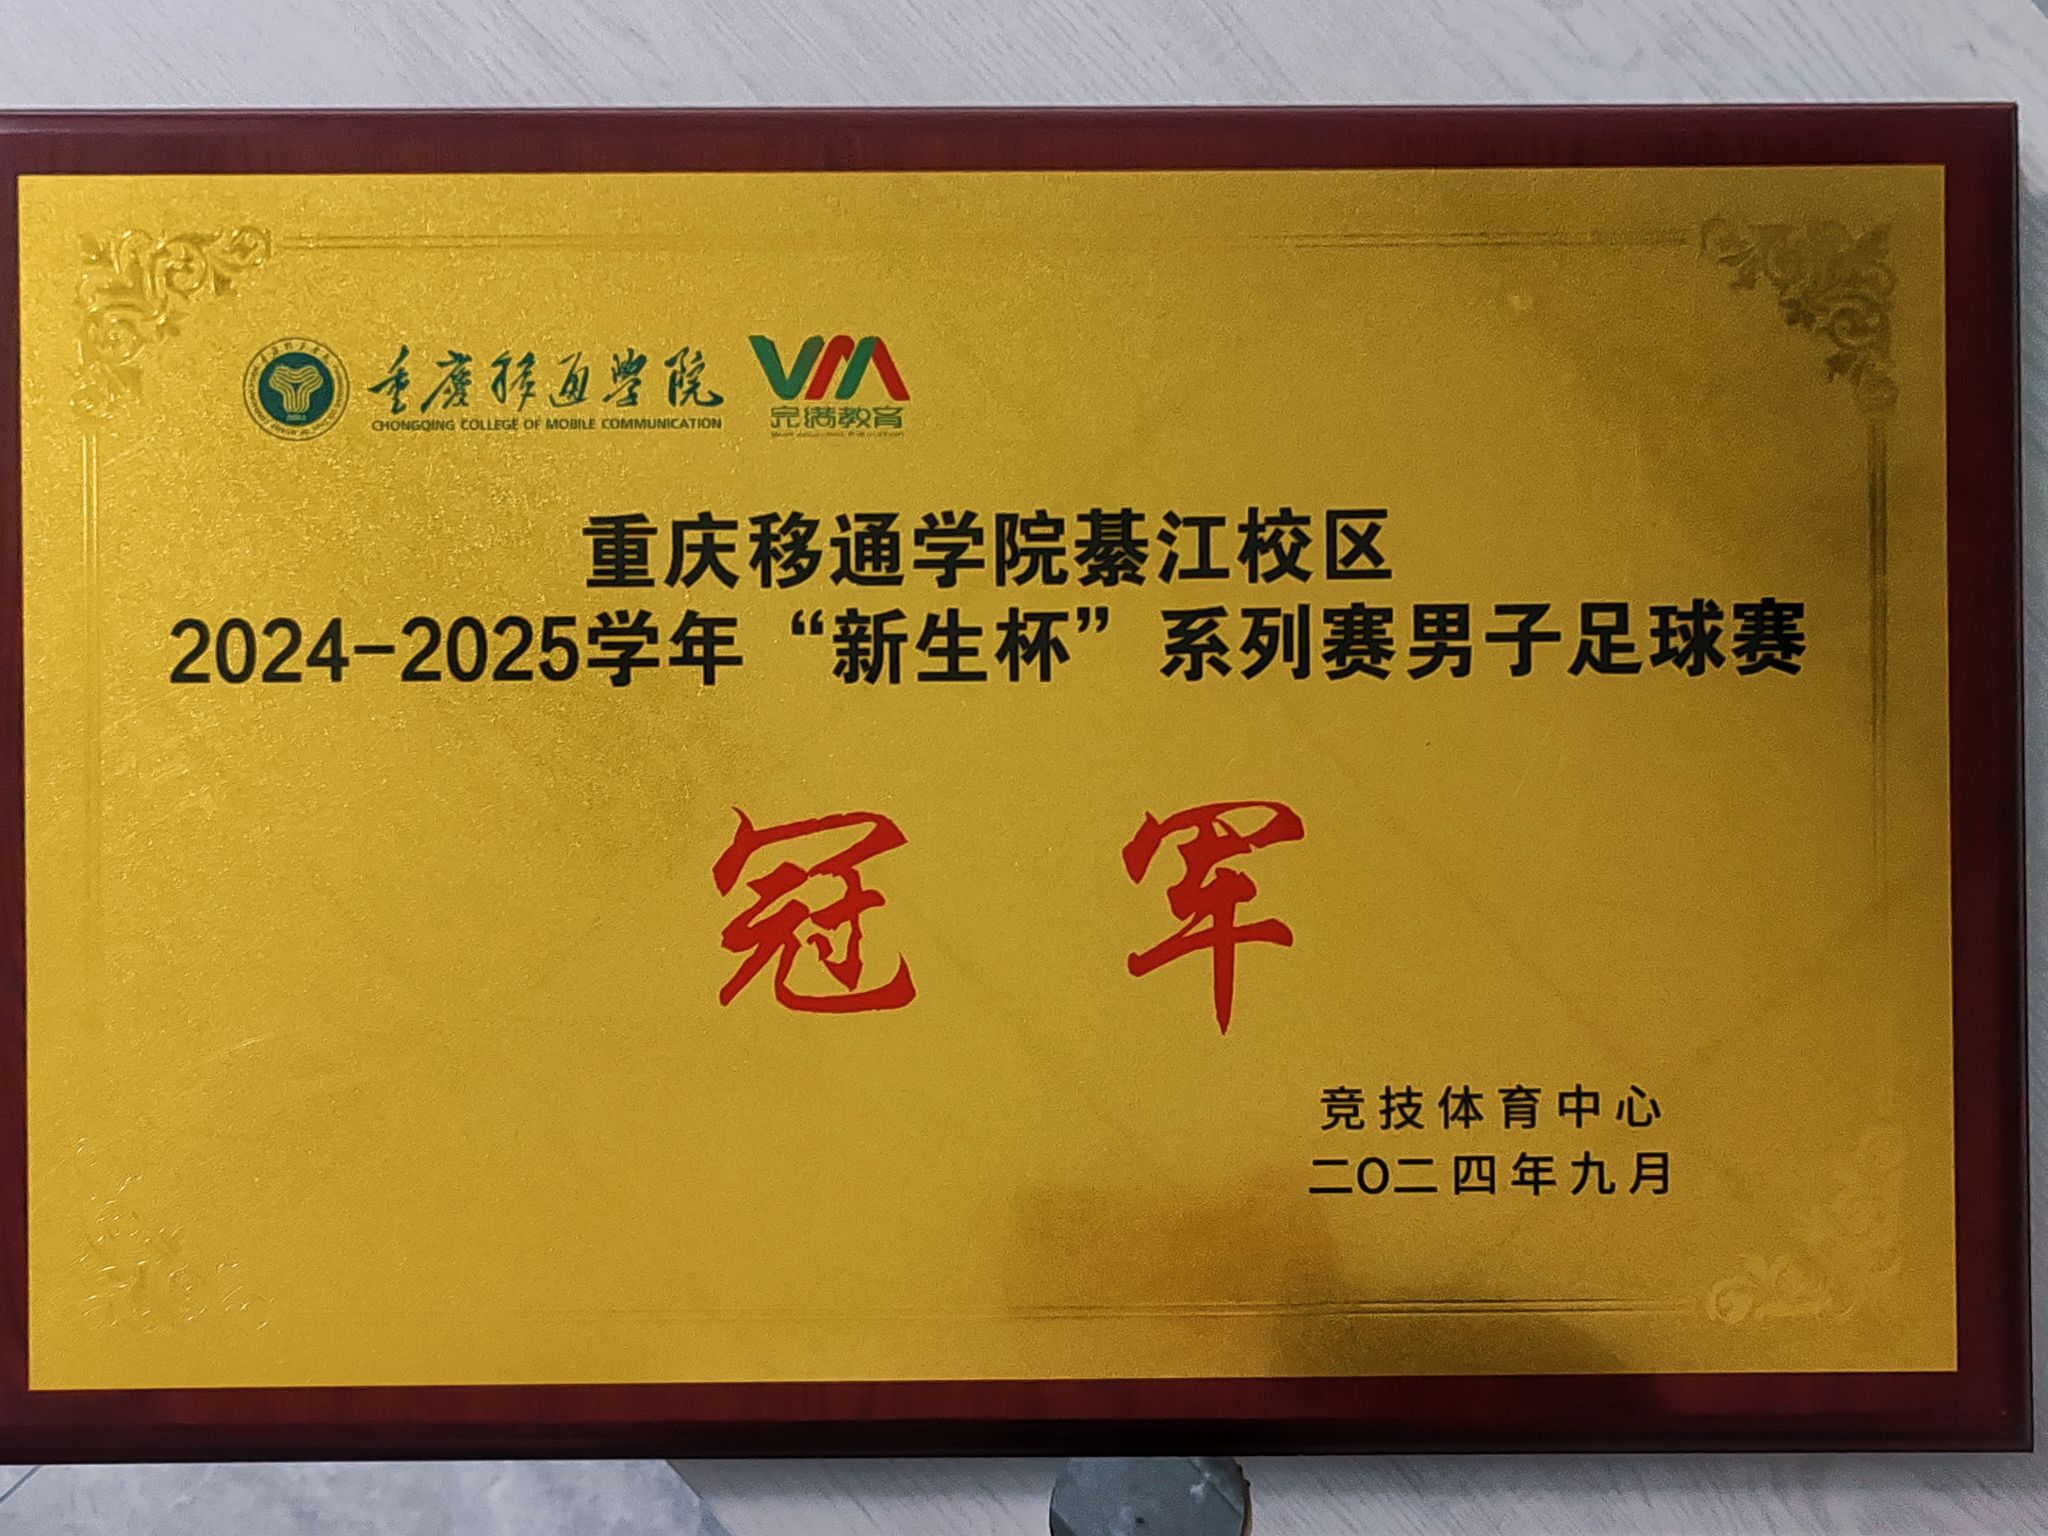 重庆移通学院
CHONGQING COLLEGE OF MOBILE COMMUNICATION
VM
完满教育
重庆移通学院綦江校区
2024-2025学年“新生杯”系列赛男子足球赛
冠军
竞技体育中心
二〇二四年九月